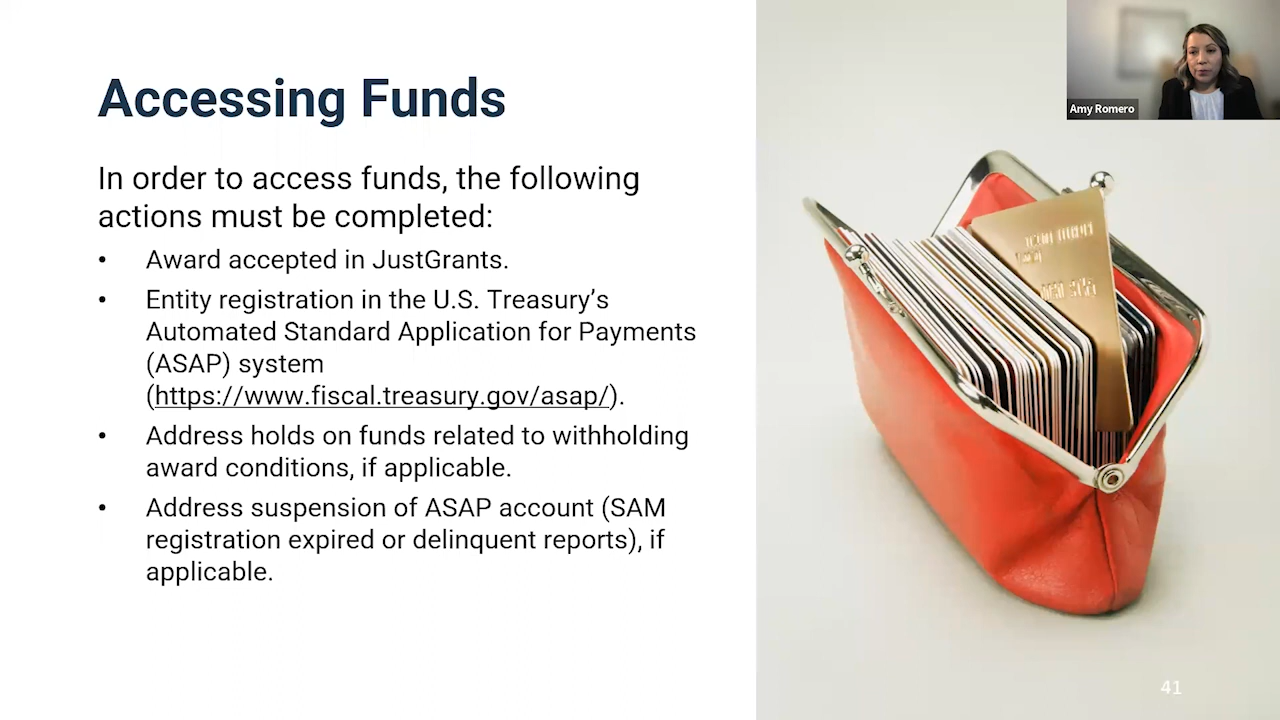 Accessing Funds
In order to access funds, the following
actions must be completed:
• Award accepted in JustGrants.
• Entity registration in the U.S. Treasury’s
Automated Standard Application for Payments
(ASAP) system
(https://www.fiscal.treasury.gov/asap/).
• Address holds on funds related to withholding
award conditions, if applicable.
• Address suspension of ASAP account (SAM
registration expired or delinquent reports), if
applicable.
Amy Romero
41